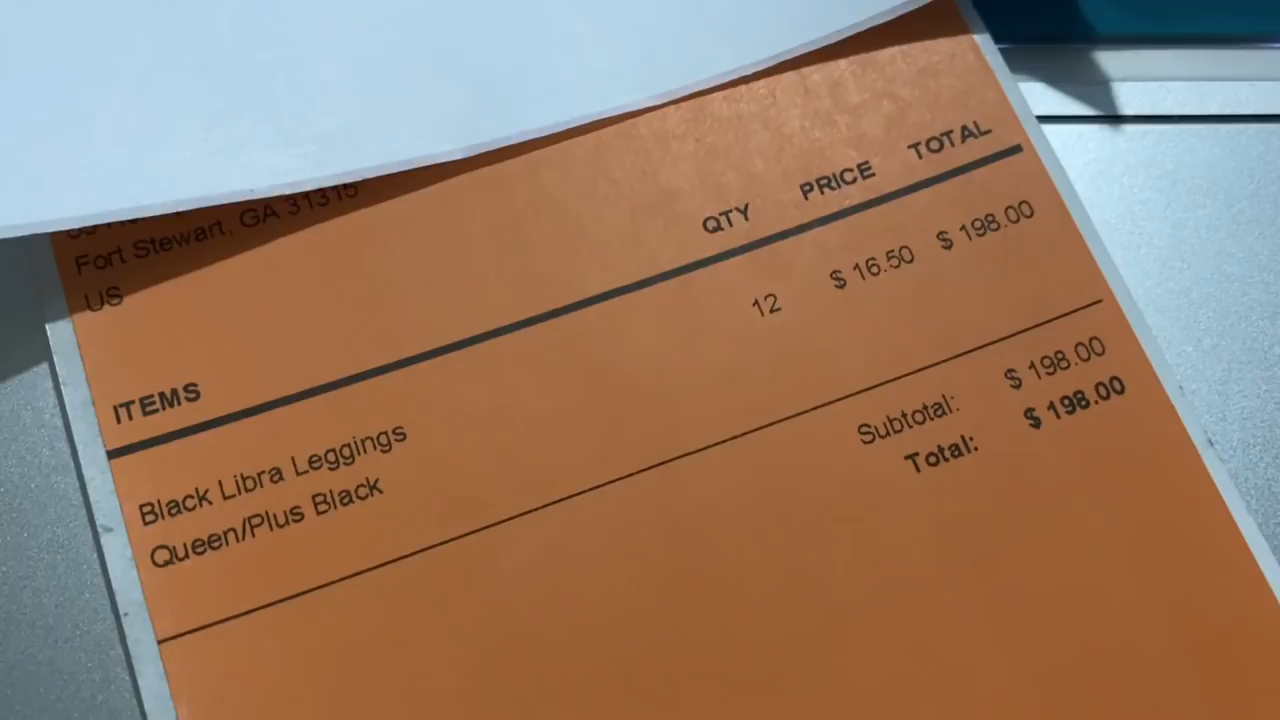 Fort Stewart, GA 31315
US
ITEMS QTY PRICE TOTAL
Black Libra Leggings 12 $ 16.50 $ 198.00
Queen/Plus Black
Subtotal: $ 198.00
Total: $ 198.00